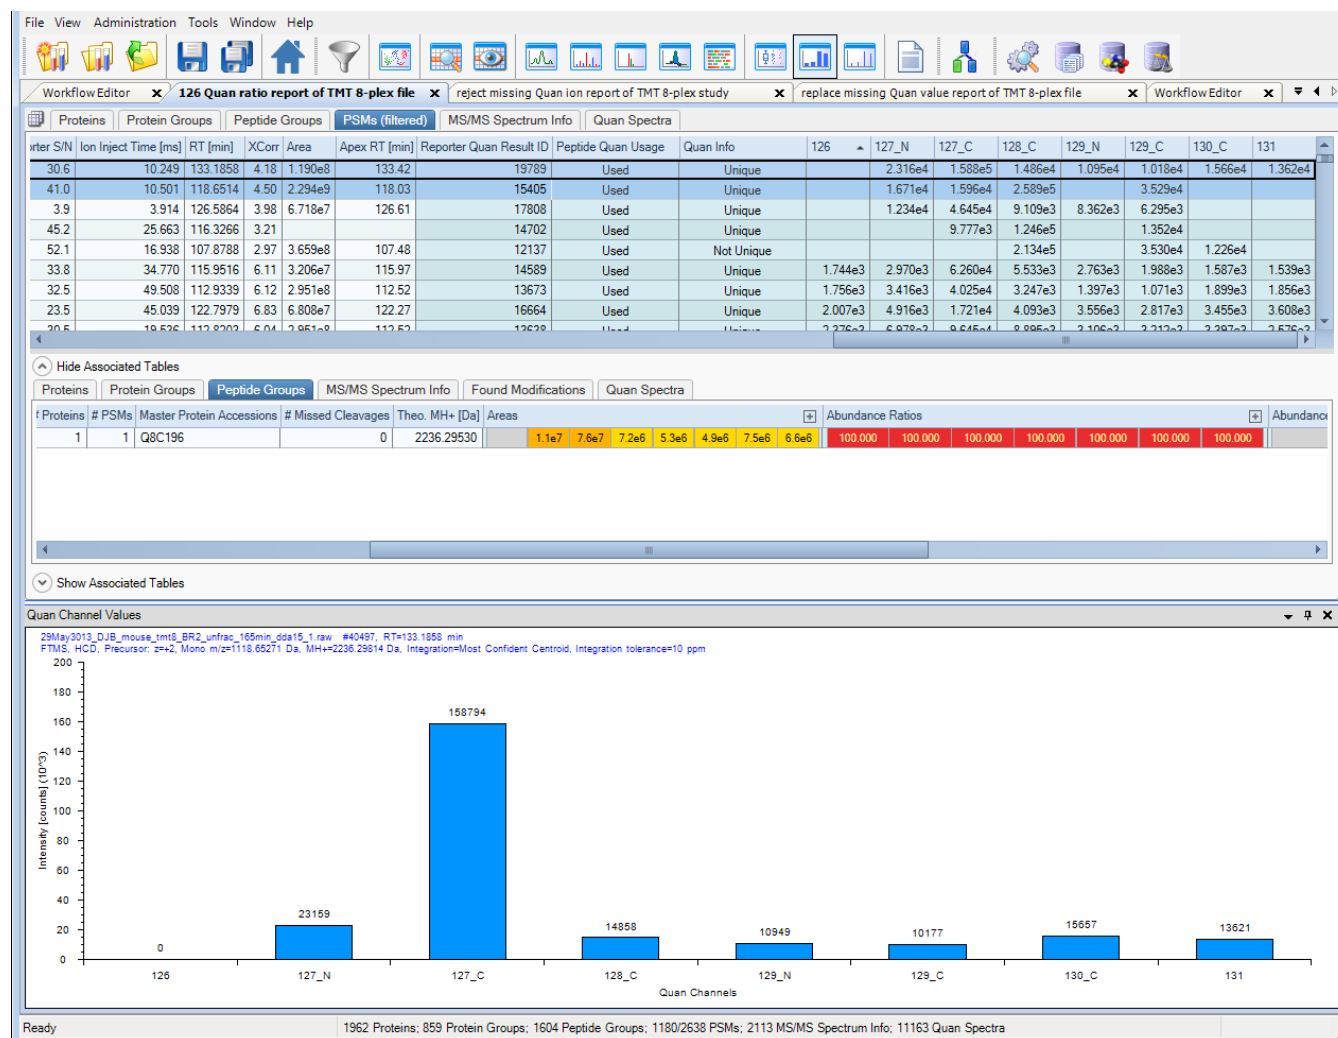 File View Administration Tools Window Help
WorkflowEditor x 126 Quan ratio report of TMT 8-plex file x reject missing Quan ion report of TMT 8-plex study x replace missing Quan value report of TMT 8-plex file x WorkflowEditor x
Proteins Protein Groups Peptide Groups PSMs (filtered) MS/MS Spectrum Info Quan Spectra
rter S/N Ion Inject Time [ms] RT [min] XCorr Area Apex RT [min] Reporter Quan Result ID Peptide Quan Usage Quan Info 126 127_N 127_C 128_C 129_N 129_C 130_C 131
30.6 10.249 133.1858 4.18 1.190e8 133.42 19789 Used Unique 2.316e4 1.588e5 1.486e4 1.095e4 1.018e4 1.566e4 1.362e4
41.0 10.501 118.6514 4.50 2.294e9 118.03 15405 Used Unique 1.671e4 1.596e4 2.589e5 3.529e4
3.9 3.914 126.5864 3.98 6.718e7 126.61 17808 Used Unique 1.234e4 4.645e4 9.109e3 8.362e3 6.295e3
45.2 25.663 116.3266 3.21 14702 Used Unique 9.777e3 1.246e5 1.352e4
52.1 16.938 107.8788 2.97 3.659e8 107.48 12137 Used Not Unique 2.134e5 3.530e4 1.226e4
33.8 34.770 115.9516 6.11 3.206e7 115.97 14589 Used Unique 1.744e3 2.970e3 6.260e4 5.533e3 2.763e3 1.988e3 1.587e3 1.539e3
32.5 49.508 112.9339 6.12 2.951e8 112.52 13673 Used Unique 1.756e3 3.416e3 4.025e4 3.247e3 1.397e3 1.071e3 1.899e3 1.856e3
23.5 45.039 122.7979 6.83 6.808e7 122.27 16664 Used Unique 2.007e3 4.916e3 1.721e4 4.093e3 3.556e3 2.817e3 3.455e3 3.608e3
Hide Associated Tables
Proteins Protein Groups Peptide Groups MS/MS Spectrum Info Found Modifications Quan Spectra
# Proteins # PSMs Master Protein Accessions # Missed Cleavages Theo. MH+ [Da] Areas Abundance Ratios Abundance
1 1 Q8C196 0 2236.29530 1.1e7 7.6e7 7.2e6 5.3e6 4.9e6 7.5e6 6.6e6 100.000 100.000 100.000 100.000 100.000 100.000 100.000
Show Associated Tables
Quan Channel Values
29May3013_DJB_mouse_tmt8_BR2_unfrac_165min_dda15_1.raw #40497, RT=133.1858 min
FTMS, HCD, Precursor: z=+2, Mono m/z=1118.65271 Da, MH+=2236.29814 Da, Integration=Most Confident Centroid, Integration tolerance=10 ppm
200
180
160
140
120
100
80
60
40
20
0
Intensity [counts] (10^3)
0
23159
158794
14858
10949
10177
15657
13621
126 127_N 127_C 128_C 129_N 129_C 130_C 131
Quan Channels
Ready 1962 Proteins; 859 Protein Groups; 1604 Peptide Groups; 1180/2638 PSMs; 2113 MS/MS Spectrum Info; 11163 Quan Spectra